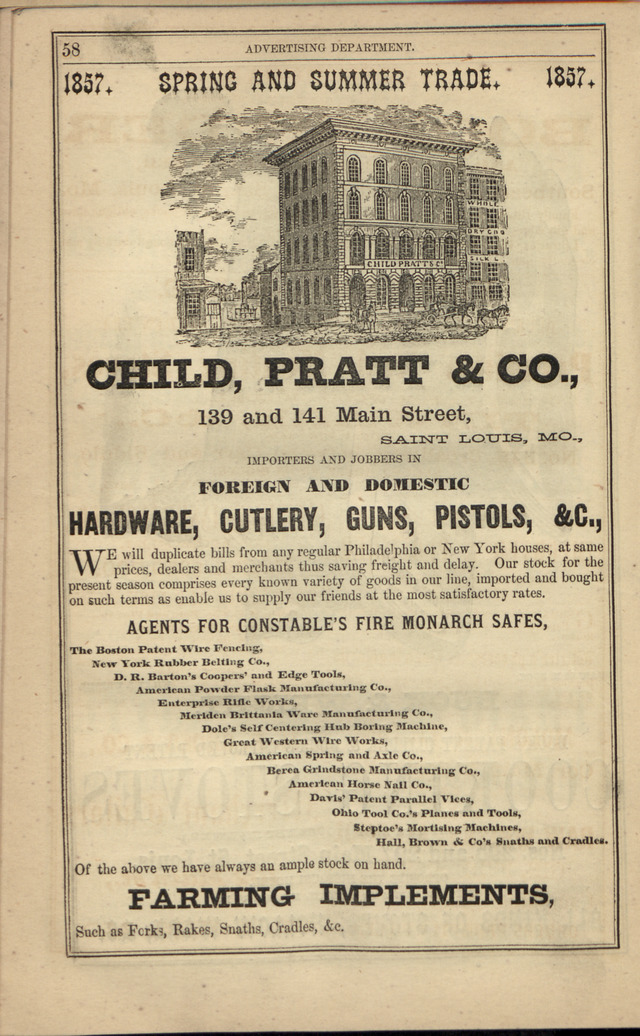 58
ADVERTISING DEPARTMENT.
1857. SPRING AND SUMMER TRADE. 1857.
WHOLE
DRY GOO
SILK
CHILD PRATT & CO
CHILD, PRATT & CO.,
139 and 141 Main Street,
SAINT LOUIS, MO.,
IMPORTERS AND JOBBERS IN
FOREIGN AND DOMESTIC
HARDWARE, CUTLERY, GUNS, PISTOLS, &C.,
WE will duplicate bills from any regular Philadelphia or New York houses, at same
prices, dealers and merchants thus saving freight and delay. Our stock for the
present season comprises every known variety of goods in our line, imported and bought
on such terms as enable us to supply our friends at the most satisfactory rates.
AGENTS FOR CONSTABLE'S FIRE MONARCH SAFES,
The Boston Patent Wire Fencing,
New York Rubber Belting Co.,
D. R. Barton's Coopers' and Edge Tools,
American Powder Flask Manufacturing Co.,
Enterprise Rifle Works,
Meriden Brittania Ware Manufacturing Co.,
Dole's Self Centering Hub Boring Machine,
Great Western Wire Works,
American Spring and Axle Co.,
Berea Grindstone Manufacturing Co.,
American Horse Nail Co.,
Davis' Patent Parallel Vices,
Ohio Tool Co.'s Planes and Tools,
Steptoe's Mortising Machines,
Hall, Brown & Co's Snaths and Cradles.
Of the above we have always an ample stock on hand.
FARMING IMPLEMENTS,
Such as Forks, Rakes, Snaths, Cradles, &c.